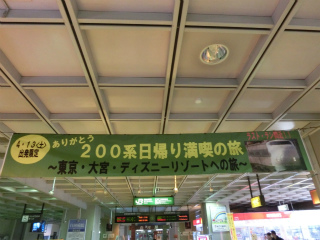 4・13(土)
出発限定
ありがとう
200系日帰り満喫の旅
～東京・大宮・ディズニーリゾートへの旅～